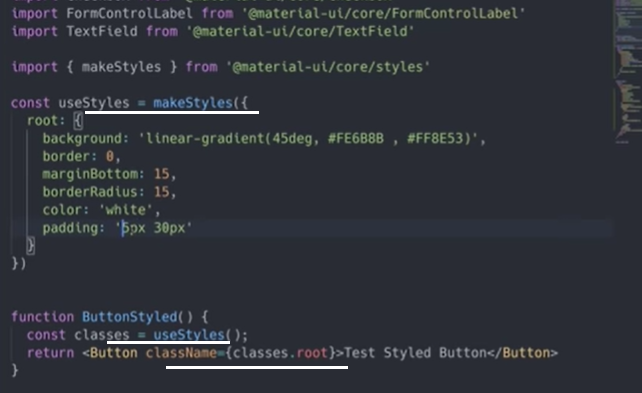 import FormControlLabel from '@material-ui/core/FormControlLabel'
import TextField from '@material-ui/core/TextField'
import { makeStyles } from '@material-ui/core/styles'
const useStyles = makeStyles({
root: {
background: 'linear-gradient(45deg, #FE6B8B , #FF8E53)',
border: 0,
marginBottom: 15,
borderRadius: 15,
color: 'white',
padding: '5px 30px'
}
})
function ButtonStyled() {
const classes = useStyles();
return <Button className={classes.root}>Test Styled Button</Button>
}